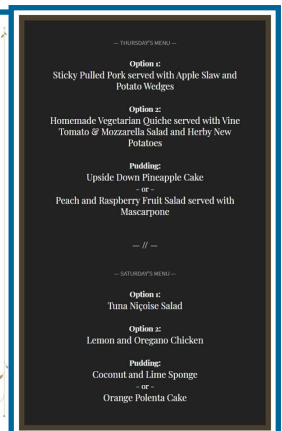 — THURSDAY'S MENU —
Option 1:
Sticky Pulled Pork served with Apple Slaw and
Potato Wedges
Option 2:
Homemade Vegetarian Quiche served with Vine
Tomato & Mozzarella Salad and Herby New
Potatoes
Pudding:
Upside Down Pineapple Cake
~ or ~
Peach and Raspberry Fruit Salad served with
Mascarpone
— // —
— SATURDAY'S MENU —
Option 1:
Tuna Niçoise Salad
Option 2:
Lemon and Oregano Chicken
Pudding:
Coconut and Lime Sponge
~ or ~
Orange Polenta Cake